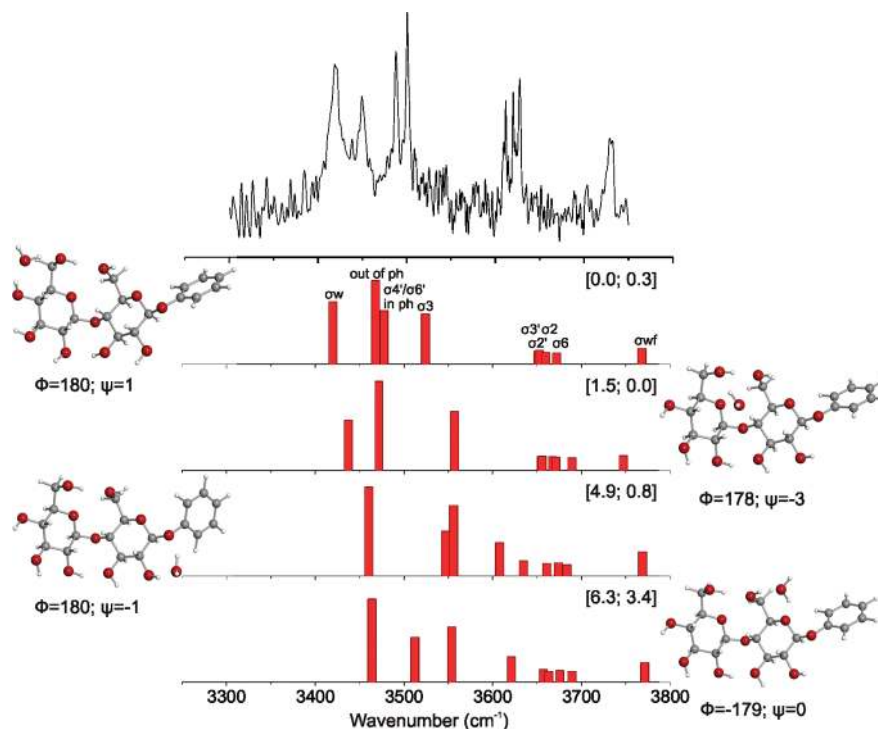 [0.0; 0.3]
out of ph
σ4'/σ6'
in ph
σw
σ3
σ3'σ2
σ2' σ6
σwf
Φ=180; ψ=1
[1.5; 0.0]
Φ=178; ψ=-3
[4.9; 0.8]
Φ=180; ψ=-1
[6.3; 3.4]
Φ=-179; ψ=0
3300 3400 3500 3600 3700 3800
Wavenumber (cm⁻¹)